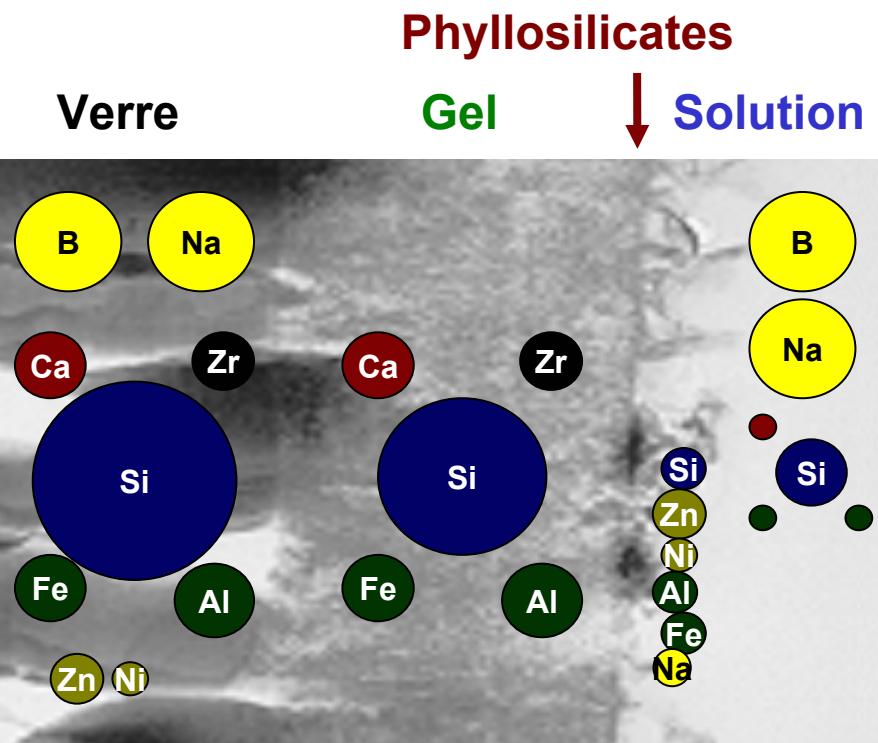 Phyllosilicates
Verre Gel Solution
B Na B
Na
Ca Zr Ca Zr
Si Si Si Si
Zn
Ni
Fe Al Fe Al Al
Fe
Zn Ni Na